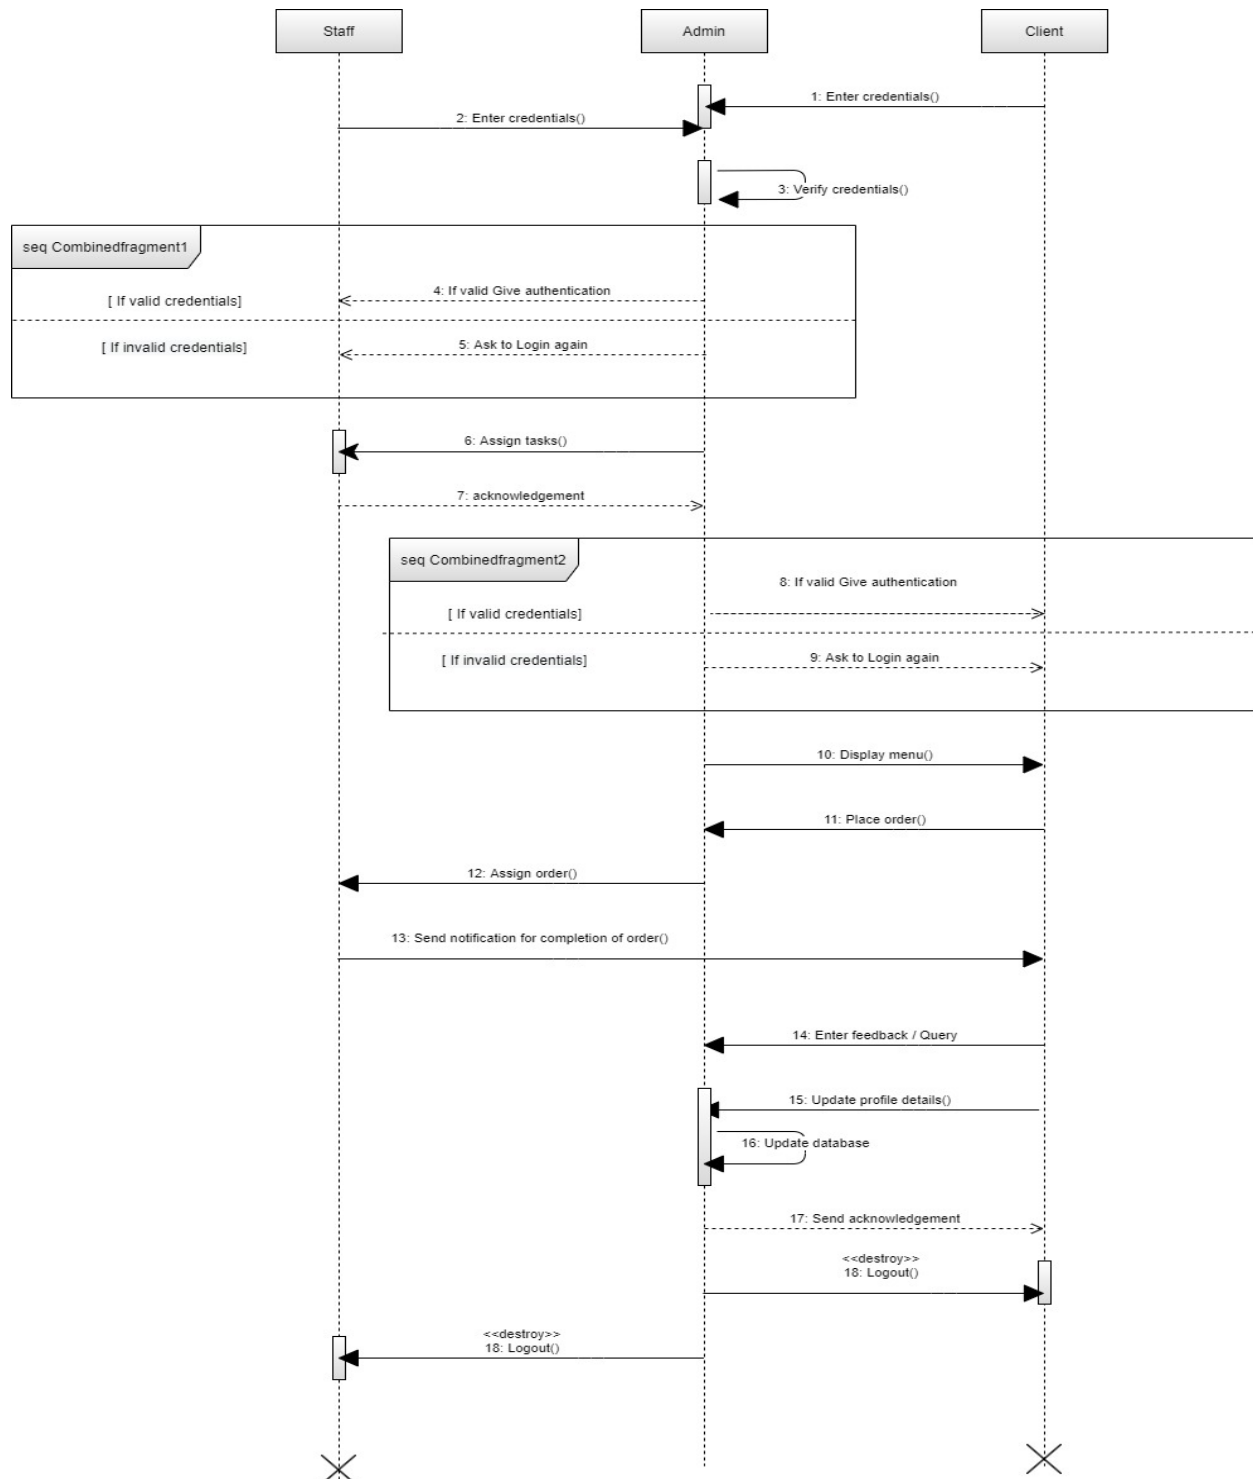 Staff
Admin
Client
1: Enter credentials()
2: Enter credentials()
3: Verify credentials()
seq Combinedfragment1
4: If valid Give authentication
[ If valid credentials]
5: Ask to Login again
[ If invalid credentials]
6: Assign tasks()
7: acknowledgement
seq Combinedfragment2
8: If valid Give authentication
[ If valid credentials]
9: Ask to Login again
[ If invalid credentials]
10: Display menu()
11: Place order()
12: Assign order()
13: Send notification for completion of order()
14: Enter feedback / Query
15: Update profile details()
16: Update database
17: Send acknowledgement
<<destroy>>
18: Logout()
<<destroy>>
18: Logout()